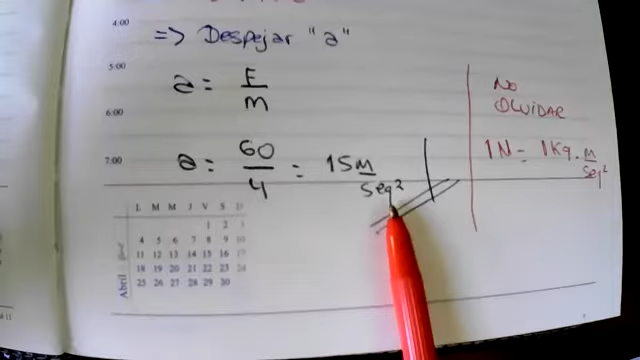 4:00
=> Despejar "a"
5:00
a = F/m
NO
OLVIDAR
6:00
7:00
a = 60/4 = 15 m/seg²
1N = 1Kg. m/seg²
L M M J V S D
1 2 3
4 5 6 7 8 9 10
11 12 13 14 15 16 17
18 19 20 21 22 23 24
25 26 27 28 29 30
Abril